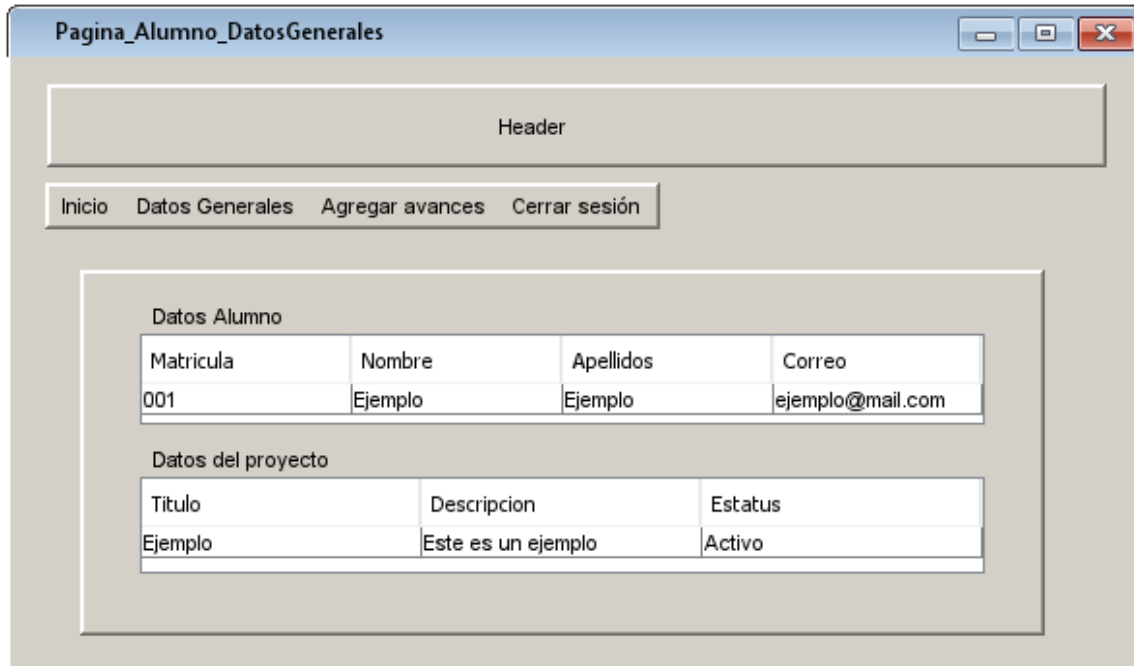 Pagina_Alumno_DatosGenerales
Header
Inicio Datos Generales Agregar avances Cerrar sesión
Datos Alumno
Matricula Nombre Apellidos Correo
001 Ejemplo Ejemplo ejemplo@mail.com
Datos del proyecto
Titulo Descripcion Estatus
Ejemplo Este es un ejemplo Activo